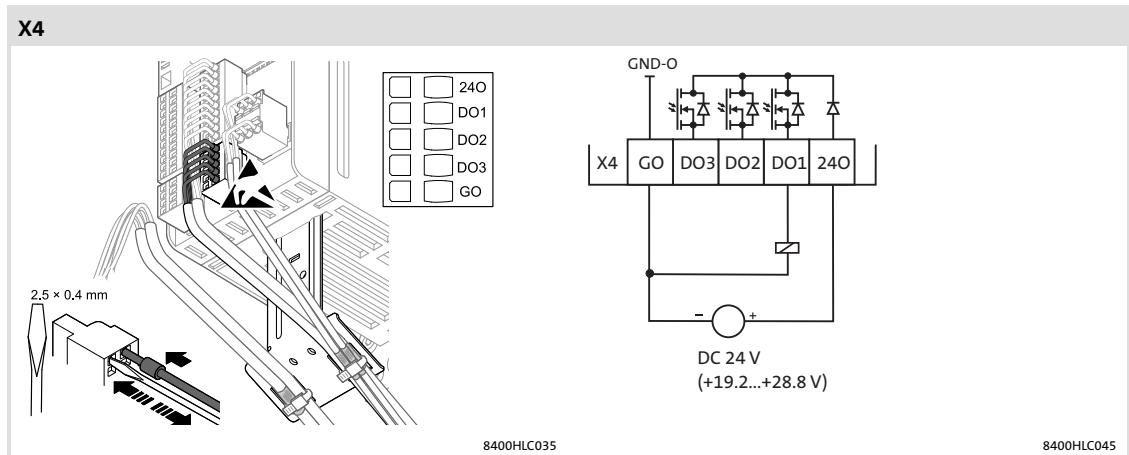 X4
24O
DO1
DO2
DO3
GO
2.5 × 0.4 mm
8400HLC035
GND-O
X4 GO DO3 DO2 DO1 24O
– +
DC 24 V
(+19.2...+28.8 V)
8400HLC045